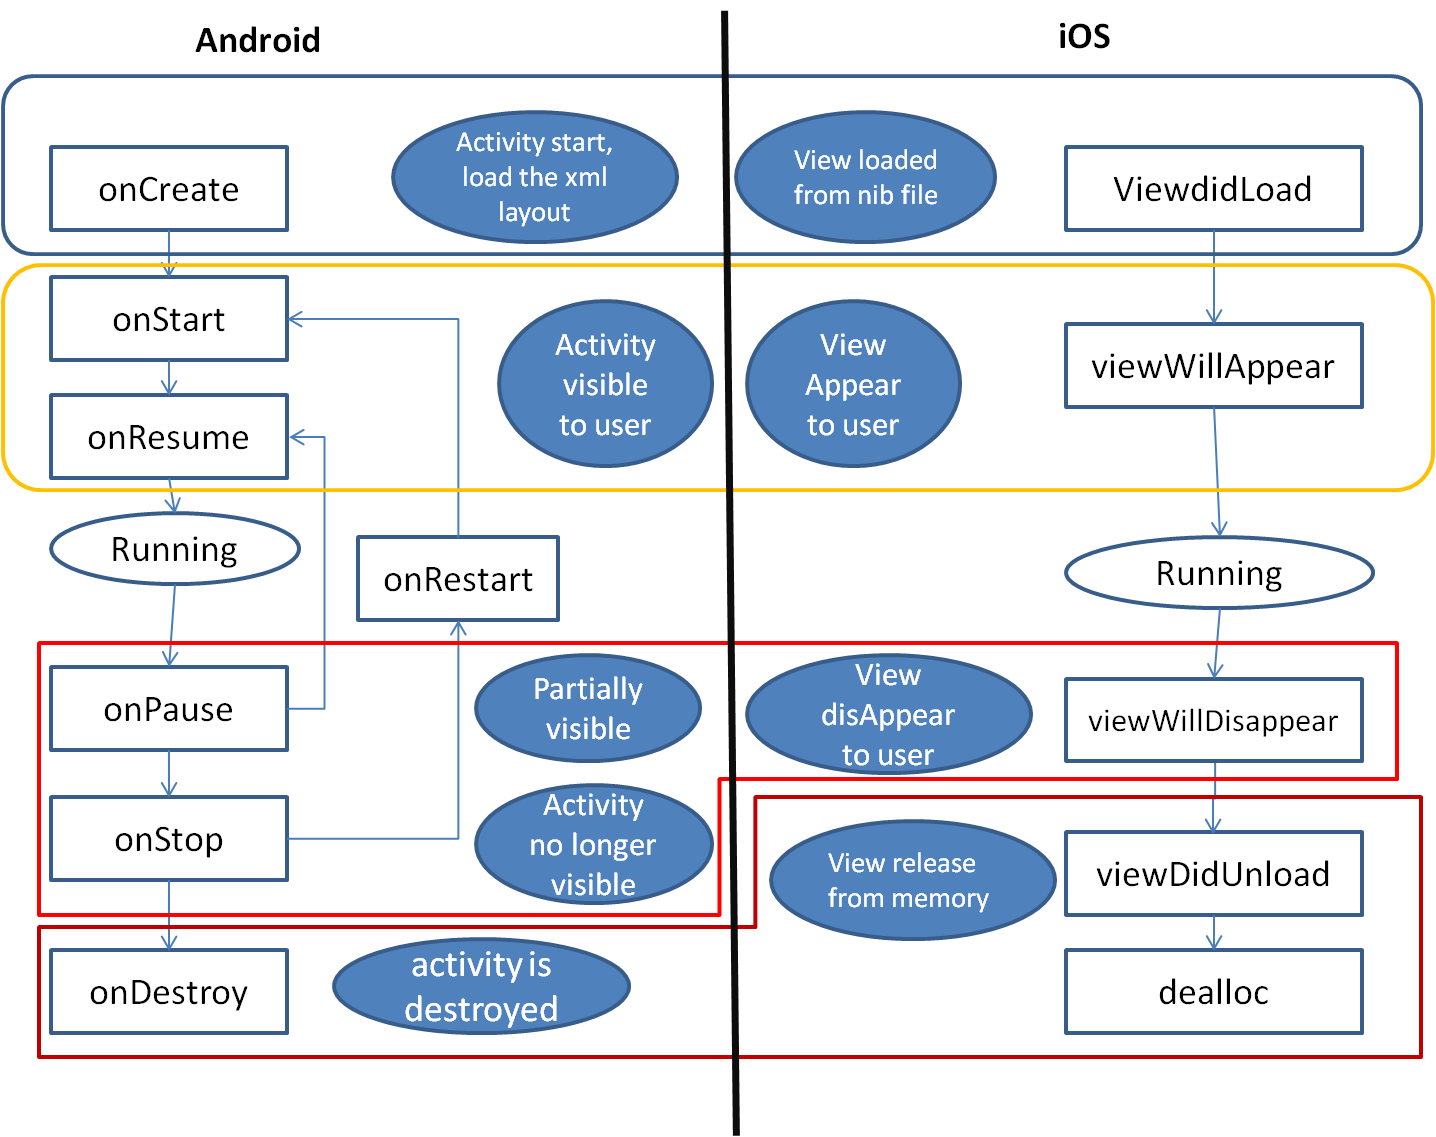 Android
iOS
onCreate
Activity start,
load the xml
layout
View loaded
from nib file
ViewdidLoad
onStart
Activity
visible
to user
View
Appear
to user
viewWillAppear
onResume
Running
onRestart
Running
onPause
Partially
visible
View
disAppear
to user
viewWillDisappear
onStop
Activity
no longer
visible
View release
from memory
viewDidUnload
onDestroy
activity is
destroyed
dealloc